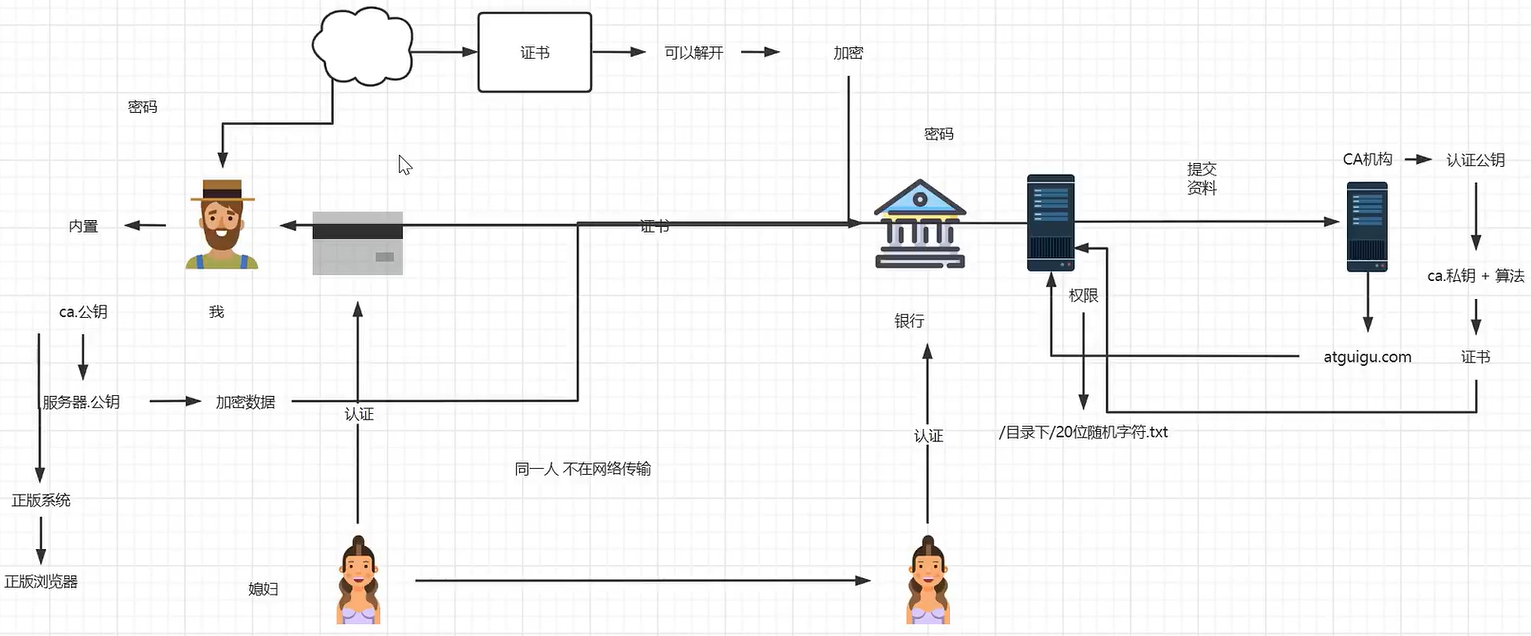 证书
可以解开
加密
密码
密码
提交
资料
CA机构
认证公钥
内置
证书
ca.私钥 + 算法
权限
ca.公钥
我
银行
atguigu.com
证书
服务器.公钥
加密数据
认证
认证
/目录下/20位随机字符.txt
同一人 不在网络传输
正版系统
正版浏览器
媳妇